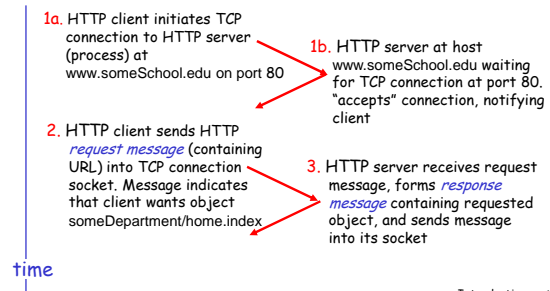 1a. HTTP client initiates TCP
connection to HTTP server
(process) at
www.someSchool.edu on port 80
1b. HTTP server at host
www.someSchool.edu waiting
for TCP connection at port 80.
“accepts” connection, notifying
client
2. HTTP client sends HTTP
request message (containing
URL) into TCP connection
socket. Message indicates
that client wants object
someDepartment/home.index
3. HTTP server receives request
message, forms response
message containing requested
object, and sends message
into its socket
time